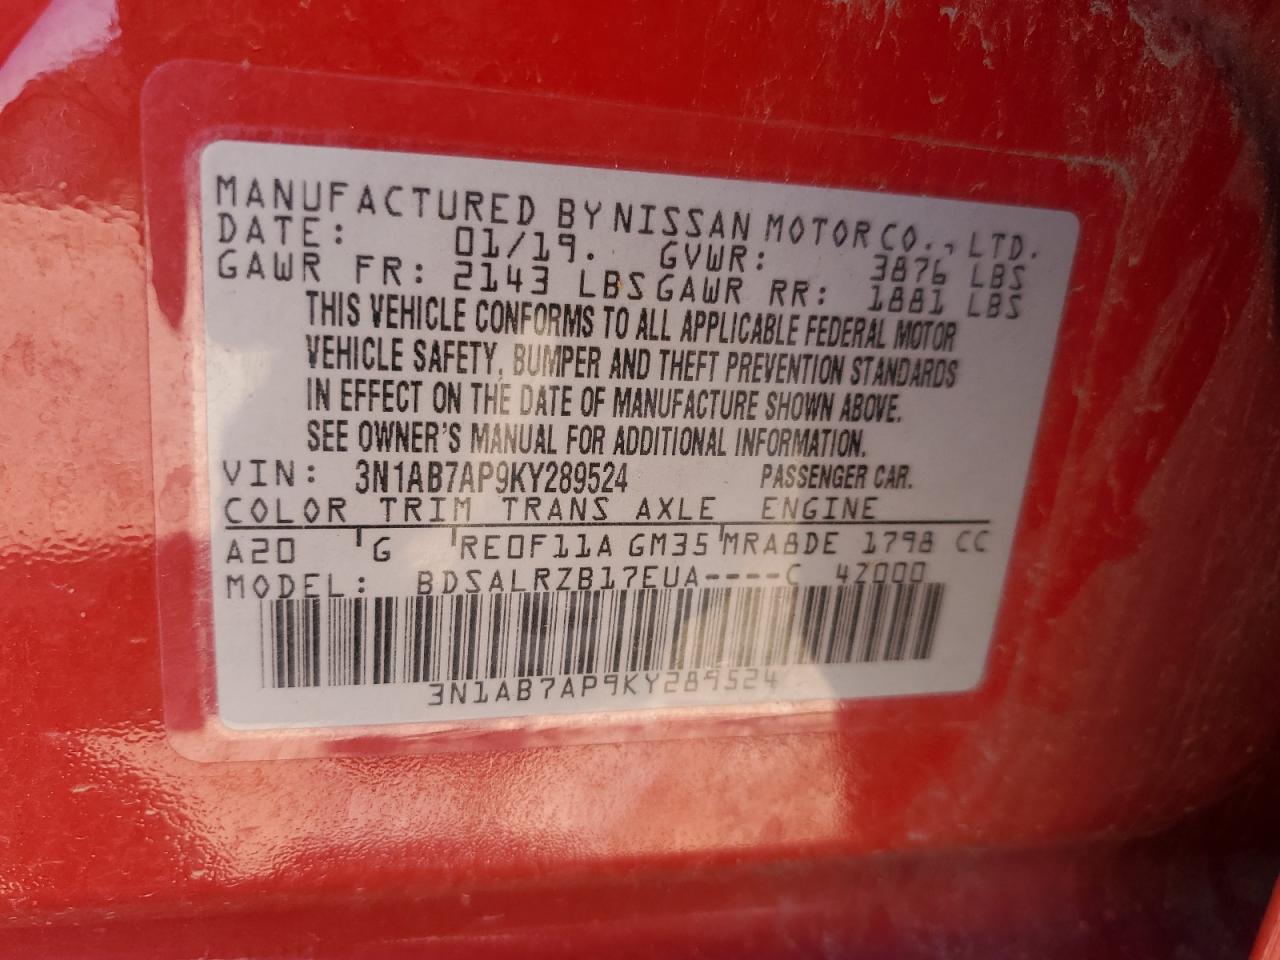 MANUFACTURED BY NISSAN MOTOR CO., LTD.
DATE: 01/19. GVWR: 3876 LBS
GAWR FR: 2143 LBS GAWR RR: 1881 LBS
THIS VEHICLE CONFORMS TO ALL APPLICABLE FEDERAL MOTOR
VEHICLE SAFETY, BUMPER AND THEFT PREVENTION STANDARDS
IN EFFECT ON THE DATE OF MANUFACTURE SHOWN ABOVE.
SEE OWNER'S MANUAL FOR ADDITIONAL INFORMATION.
VIN: 3N1AB7AP9KY289524 PASSENGER CAR.
COLOR TRIM TRANS AXLE ENGINE
A20 G RE0F11A GM35 MRA8DE 1798 CC
MODEL: BDSALRZB17EUA----C 42000
3N1AB7AP9KY289524